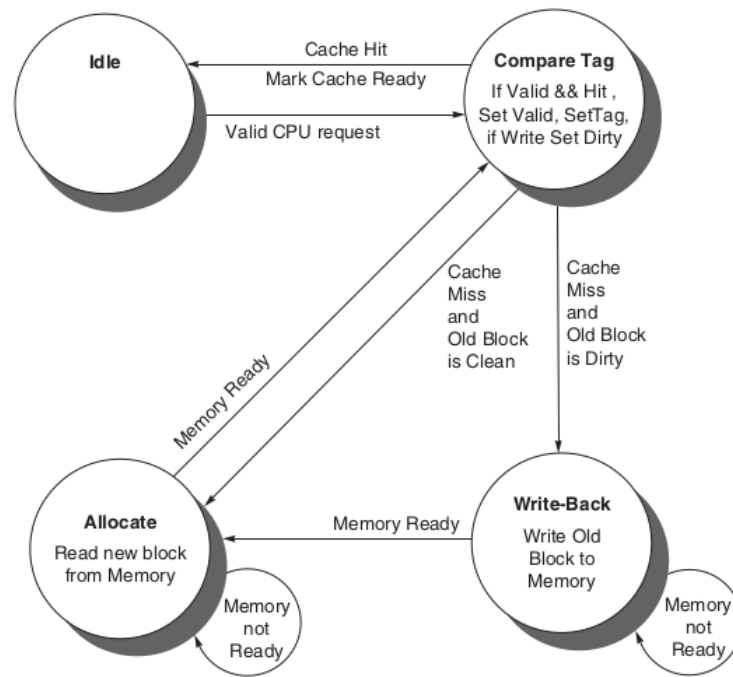 Idle
Cache Hit
Mark Cache Ready
Valid CPU request
Compare Tag
If Valid && Hit ,
Set Valid, SetTag,
if Write Set Dirty
Cache
Miss
and
Old Block
is Clean
Cache
Miss
and
Old Block
is Dirty
Memory Ready
Allocate
Read new block
from Memory
Memory
not
Ready
Memory Ready
Write-Back
Write Old
Block to
Memory
Memory
not
Ready